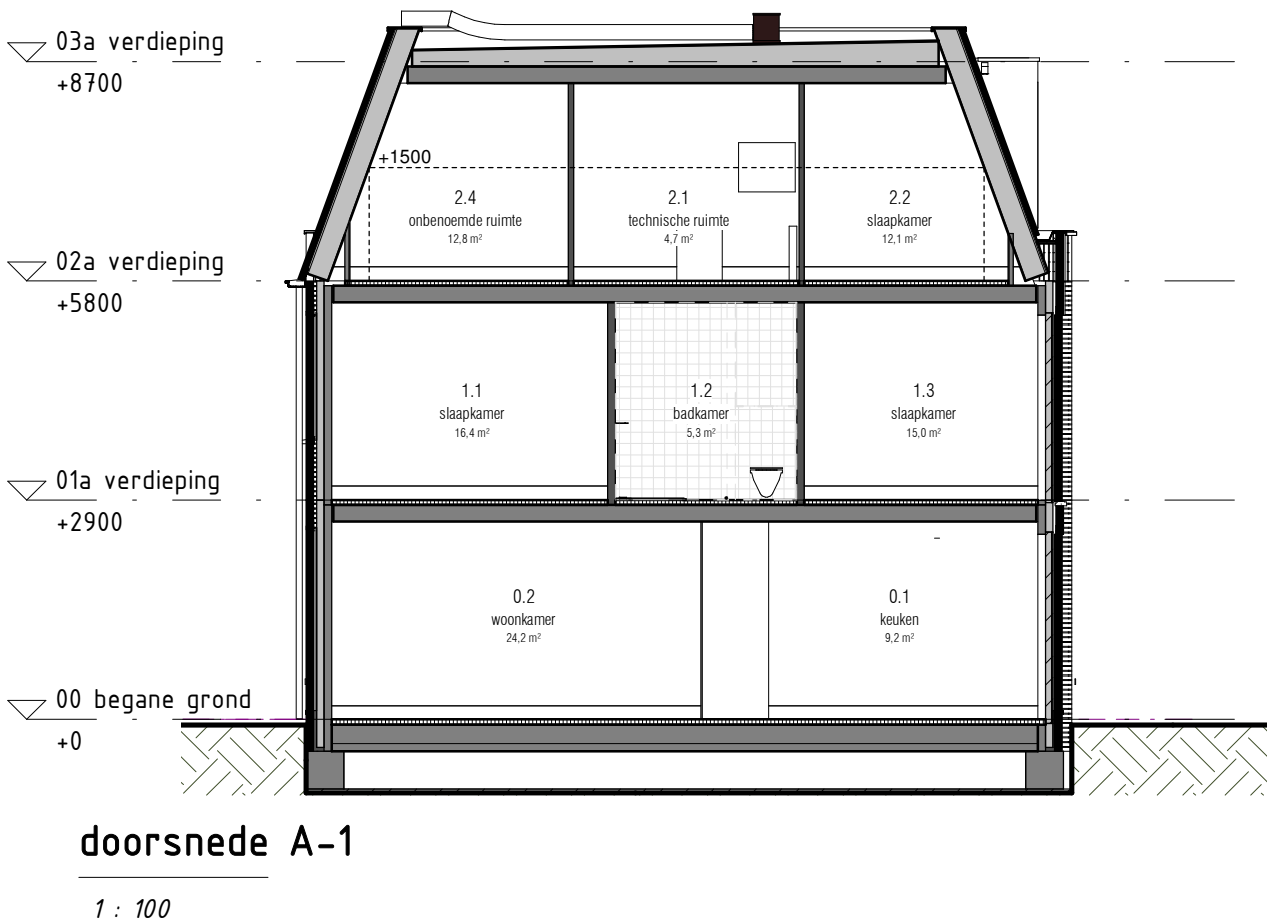 03a verdieping
+8700
+1500
2.4
onbenoemde ruimte
12,8 m²
2.1
technische ruimte
4,7 m²
2.2
slaapkamer
12,1 m²
02a verdieping
+5800
1.1
slaapkamer
16,4 m²
1.2
badkamer
5,3 m²
1.3
slaapkamer
15,0 m²
01a verdieping
+2900
0.2
woonkamer
24,2 m²
0.1
keuken
9,2 m²
00 begane grond
+0
doorsnede A-1
1 : 100